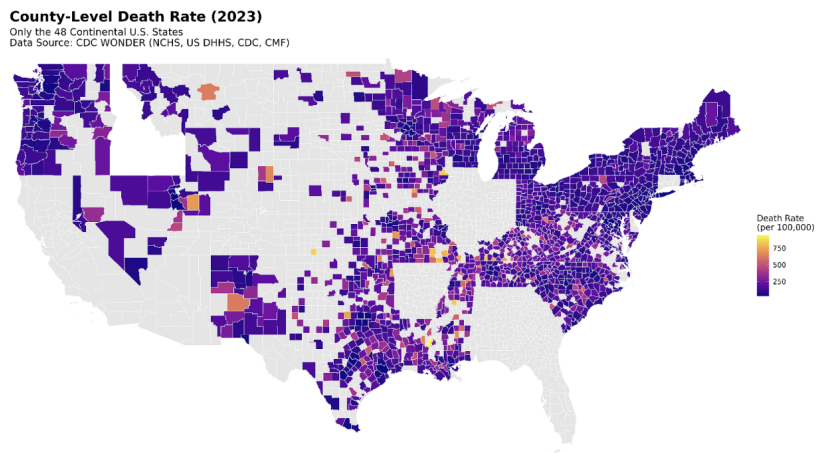 County-Level Death Rate (2023)
Only the 48 Continental U.S. States
Data Source: CDC WONDER (NCHS, US DHHS, CDC, CMF)
Death Rate
(per 100,000)
750
500
250